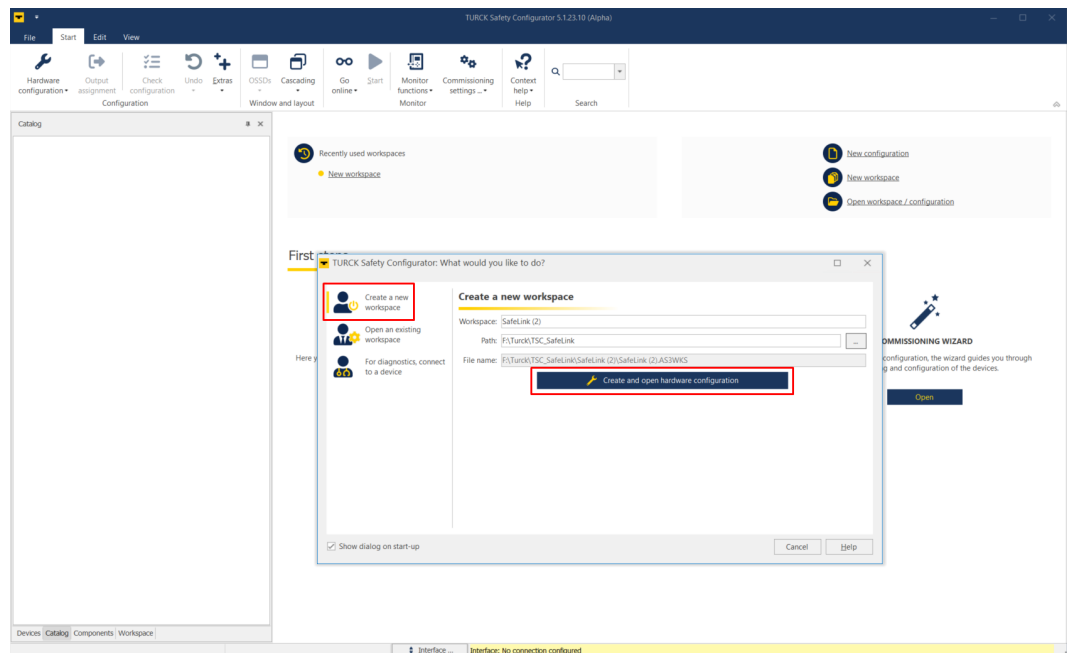 TURCK Safety Configurator 5.1.23.10 (Alpha)
File Start Edit View
Hardware configuration
Output assignment
Check configuration
Undo
Extras
OSSDs
Cascading
Go online
Start
Monitor functions
Commissioning settings ...
Context help
Configuration
Window and layout
Monitor
Help
Search
Catalog
Recently used workspaces
New workspace
New configuration
New workspace
Open workspace / configuration
First
TURCK Safety Configurator: What would you like to do?
Create a new
workspace
Open an existing
workspace
For diagnostics, connect
to a device
Create a new workspace
Workspace: SafeLink (2)
Path: F:\Turck\TSC_SafeLink
...
File name: F:\Turck\TSC_SafeLink\SafeLink (2)\SafeLink (2).AS3WKS
Create and open hardware configuration
Show dialog on start-up
Cancel
Help
Here y
OMMISSIONING WIZARD
configuration, the wizard guides you through
g and configuration of the devices.
Open
Devices Catalog Components Workspace
Interface ...
Interface: No connection configured